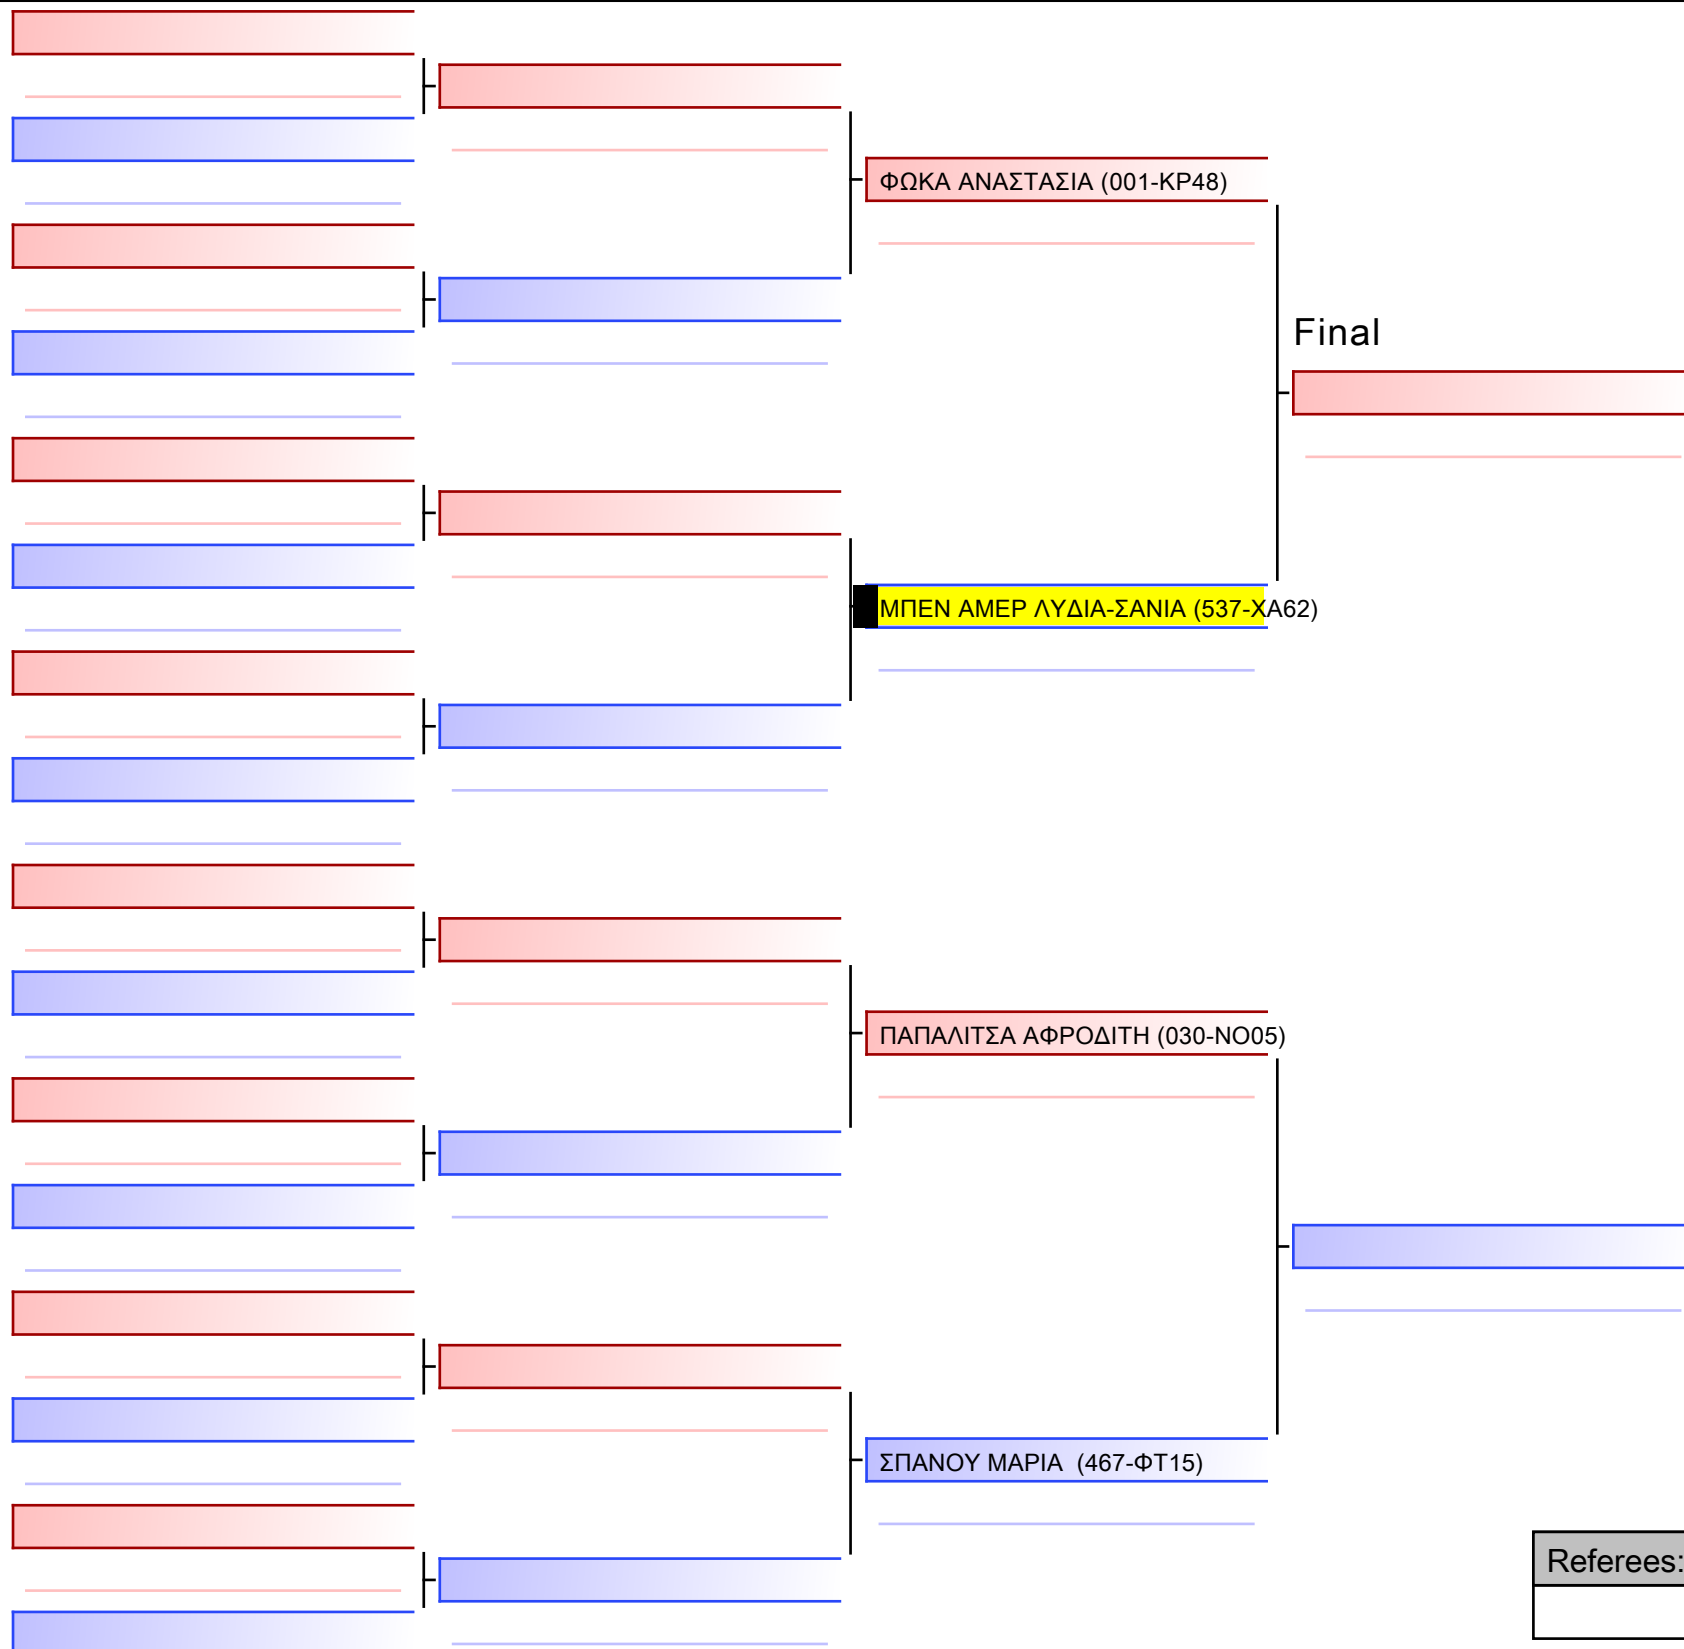 ΦΩΚΑ ΑΝΑΣΤΑΣΙΑ (001-ΚΡ48)
Final
ΜΠΕΝ ΑΜΕΡ ΛΥΔΙΑ-ΣΑΝΙΑ (537-ΧΑ62)
ΠΑΠΑΛΙΤΣΑ ΑΦΡΟΔΙΤΗ (030-ΝΟ05)
ΣΠΑΝΟΥ ΜΑΡΙΑ  (467-ΦΤ15)
Referees: